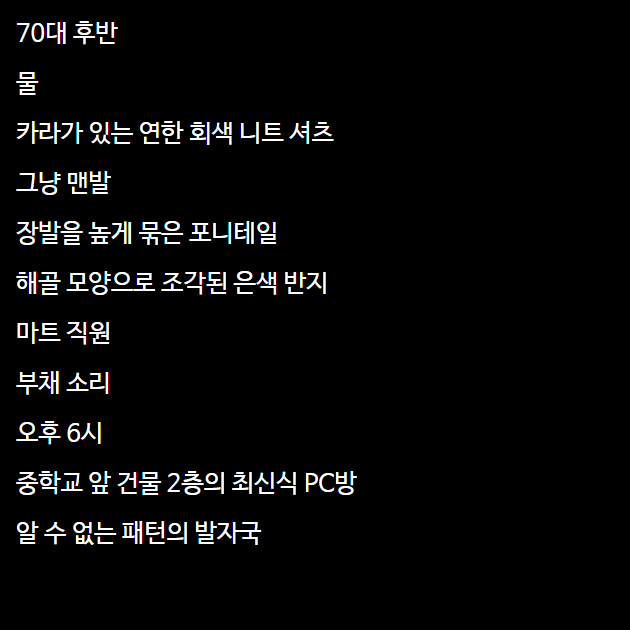 70대 후반
물
카라가 있는 연한 회색 니트 셔츠
그냥 맨발
장발을 높게 묶은 포니테일
해골 모양으로 조각된 은색 반지
마트 직원
부채 소리
오후 6시
중학교 앞 건물 2층의 최신식 PC방
알 수 없는 패턴의 발자국